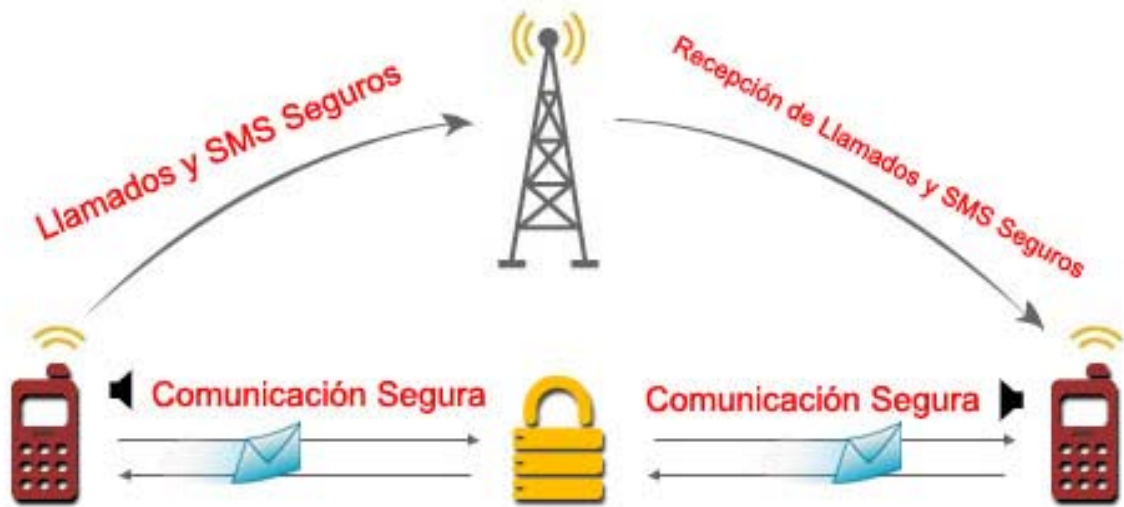 Llamados y SMS Seguros
Recepción de Llamados y SMS Seguros
Comunicación Segura
Comunicación Segura